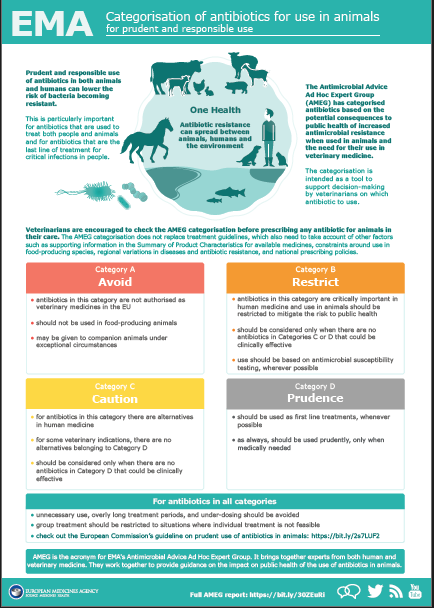 EMA
Categorisation of antibiotics for use in animals
for prudent and responsible use
Prudent and responsible use
of antibiotics in both animals
and humans can lower the
risk of bacteria becoming
resistant.
This is particularly important
for antibiotics that are used to
treat both people and animals
and for antibiotics that are the
last line of treatment for
critical infections in people.
One Health
Antibiotic resistance
can spread between
animals, humans and
the environment
The Antimicrobial Advice
Ad Hoc Expert Group
(AMEG) has categorised
antibiotics based on the
potential consequences to
public health of increased
antimicrobial resistance
when used in animals and
the need for their use in
veterinary medicine.
The categorisation is
intended as a tool to
support decision-making
by veterinarians on which
antibiotic to use.
Veterinarians are encouraged to check the AMEG categorisation before prescribing any antibiotic for animals in
their care. The AMEG categorisation does not replace treatment guidelines, which also need to take account of other factors
such as supporting information in the Summary of Product Characteristics for available medicines, constraints around use in
food-producing species, regional variations in diseases and antibiotic resistance, and national prescribing policies.
Category A
Avoid
• antibiotics in this category are not authorised as
veterinary medicines in the EU
• should not be used in food-producing animals
• may be given to companion animals under
exceptional circumstances
Category B
Restrict
• antibiotics in this category are critically important in
human medicine and use in animals should be
restricted to mitigate the risk to public health
• should be considered only when there are no
antibiotics in Categories C or D that could be
clinically effective
• use should be based on antimicrobial susceptibility
testing, wherever possible
Category C
Caution
• for antibiotics in this category there are alternatives
in human medicine
• for some veterinary indications, there are no
alternatives belonging to Category D
• should be considered only when there are no
antibiotics in Category D that could be clinically
effective
Category D
Prudence
• should be used as first line treatments, whenever
possible
• as always, should be used prudently, only when
medically needed
For antibiotics in all categories
• unnecessary use, overly long treatment periods, and under-dosing should be avoided
• group treatment should be restricted to situations where individual treatment is not feasible
• check out the European Commission's guideline on prudent use of antibiotics in animals: https://bit.ly/2s7LUF2
AMEG is the acronym for EMA's Antimicrobial Advice Ad Hoc Expert Group. It brings together experts from both human and
veterinary medicine. They work together to provide guidance on the impact on public health of the use of antibiotics in animals.
EUROPEAN MEDICINES AGENCY
SCIENCE MEDICINES HEALTH
Full AMEG report: https://bit.ly/30ZEuRI
You
Tube